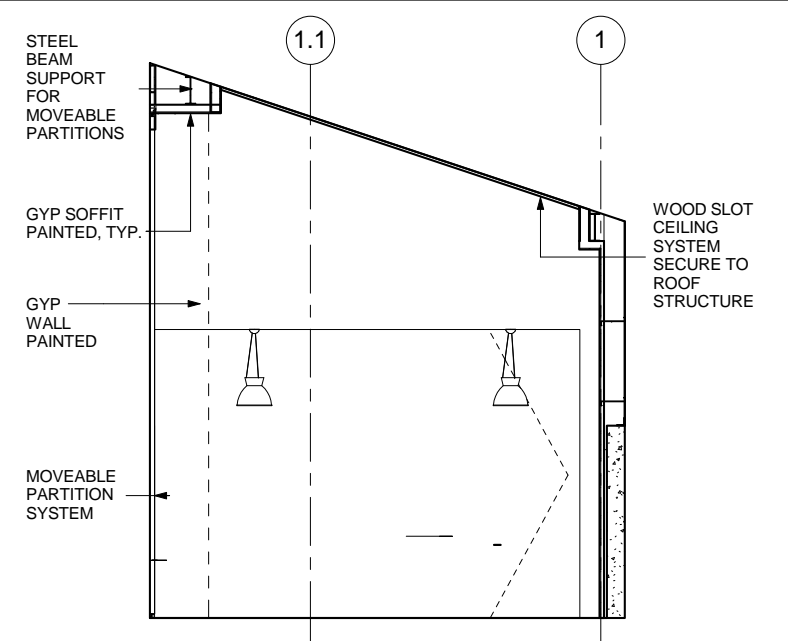 1.1
1
STEEL
BEAM
SUPPORT
FOR
MOVEABLE
PARTITIONS
GYP SOFFIT
PAINTED, TYP.
GYP
WALL
PAINTED
MOVEABLE
PARTITION
SYSTEM
WOOD SLOT
CEILING
SYSTEM
SECURE TO
ROOF
STRUCTURE